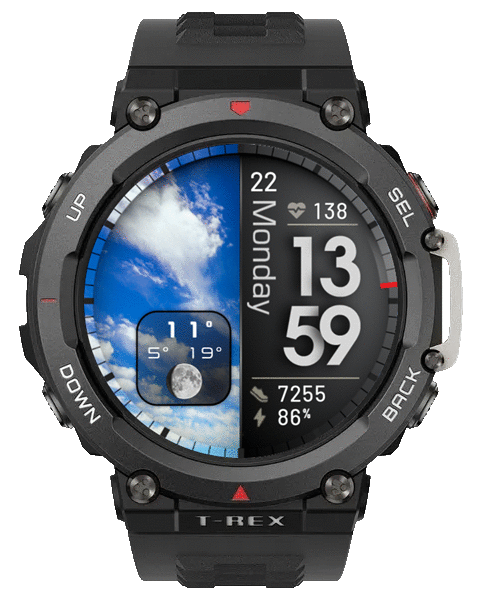 UP
SEL
DOWN
BACK
22
Monday
138
13
59
11°
5° 19°
7255
86%
T-REX